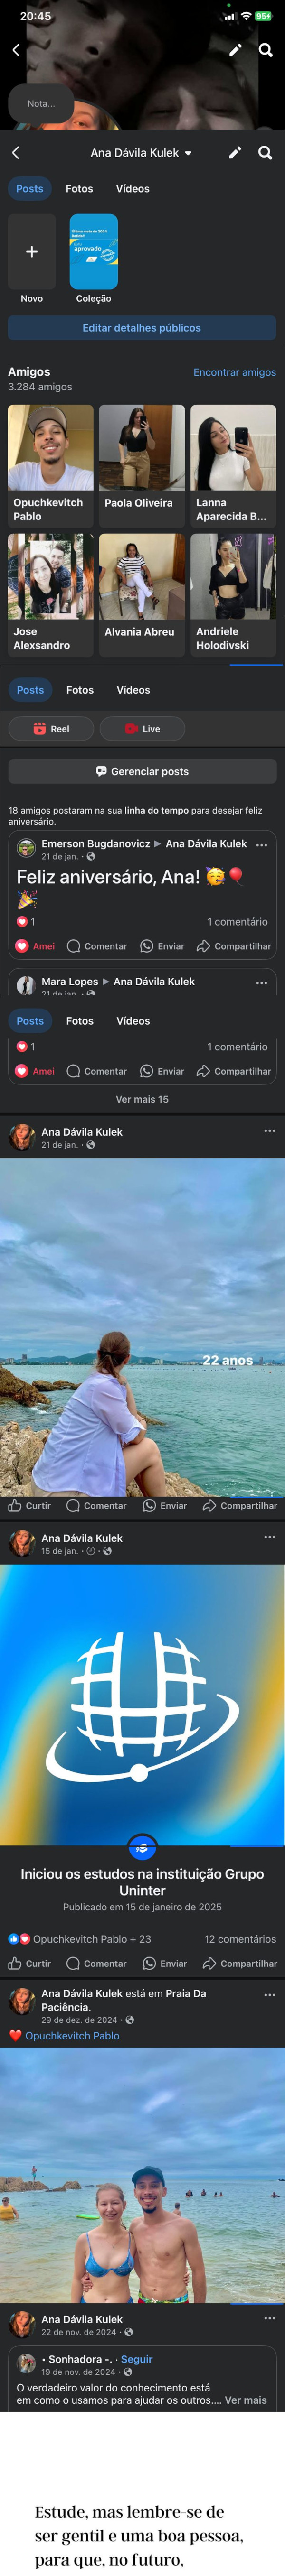 20:45
95+
Nota...
Ana Dávila Kulek
Posts Fotos Vídeos
aprovado
Novo Coleção
Editar detalhes públicos
Amigos Encontrar amigos
3.284 amigos
Opuchkevitch Pablo
Paola Oliveira
Lanna Aparecida B...
Jose Alexsandro
Alvania Abreu
Andriele Holodivski
Posts Fotos Vídeos
Reel Live
Gerenciar posts
18 amigos postaram na sua linha do tempo para desejar feliz
aniversário.
Emerson Bugdanovicz ▶ Ana Dávila Kulek
21 de jan. ·
Feliz aniversário, Ana! 🥳🎈
🎉
1 1 comentário
Amei Comentar Enviar Compartilhar
Mara Lopes ▶ Ana Dávila Kulek
21 de jan. ·
Posts Fotos Vídeos
1 1 comentário
Amei Comentar Enviar Compartilhar
Ver mais 15
Ana Dávila Kulek
21 de jan. ·
22 anos
Curtir Comentar Enviar Compartilhar
Ana Dávila Kulek
15 de jan. ·
Iniciou os estudos na instituição Grupo
Uninter
Publicado em 15 de janeiro de 2025
Opuchkevitch Pablo + 23 12 comentários
Curtir Comentar Enviar Compartilhar
Ana Dávila Kulek está em Praia Da
Paciência.
29 de dez. de 2024 ·
❤️ Opuchkevitch Pablo
Ana Dávila Kulek
22 de nov. de 2024 ·
• Sonhadora -. · Seguir
19 de nov. de 2024 ·
O verdadeiro valor do conhecimento está
em como o usamos para ajudar os outros.... Ver mais
Estude, mas lembre-se de
ser gentil e uma boa pessoa,
para que, no futuro,